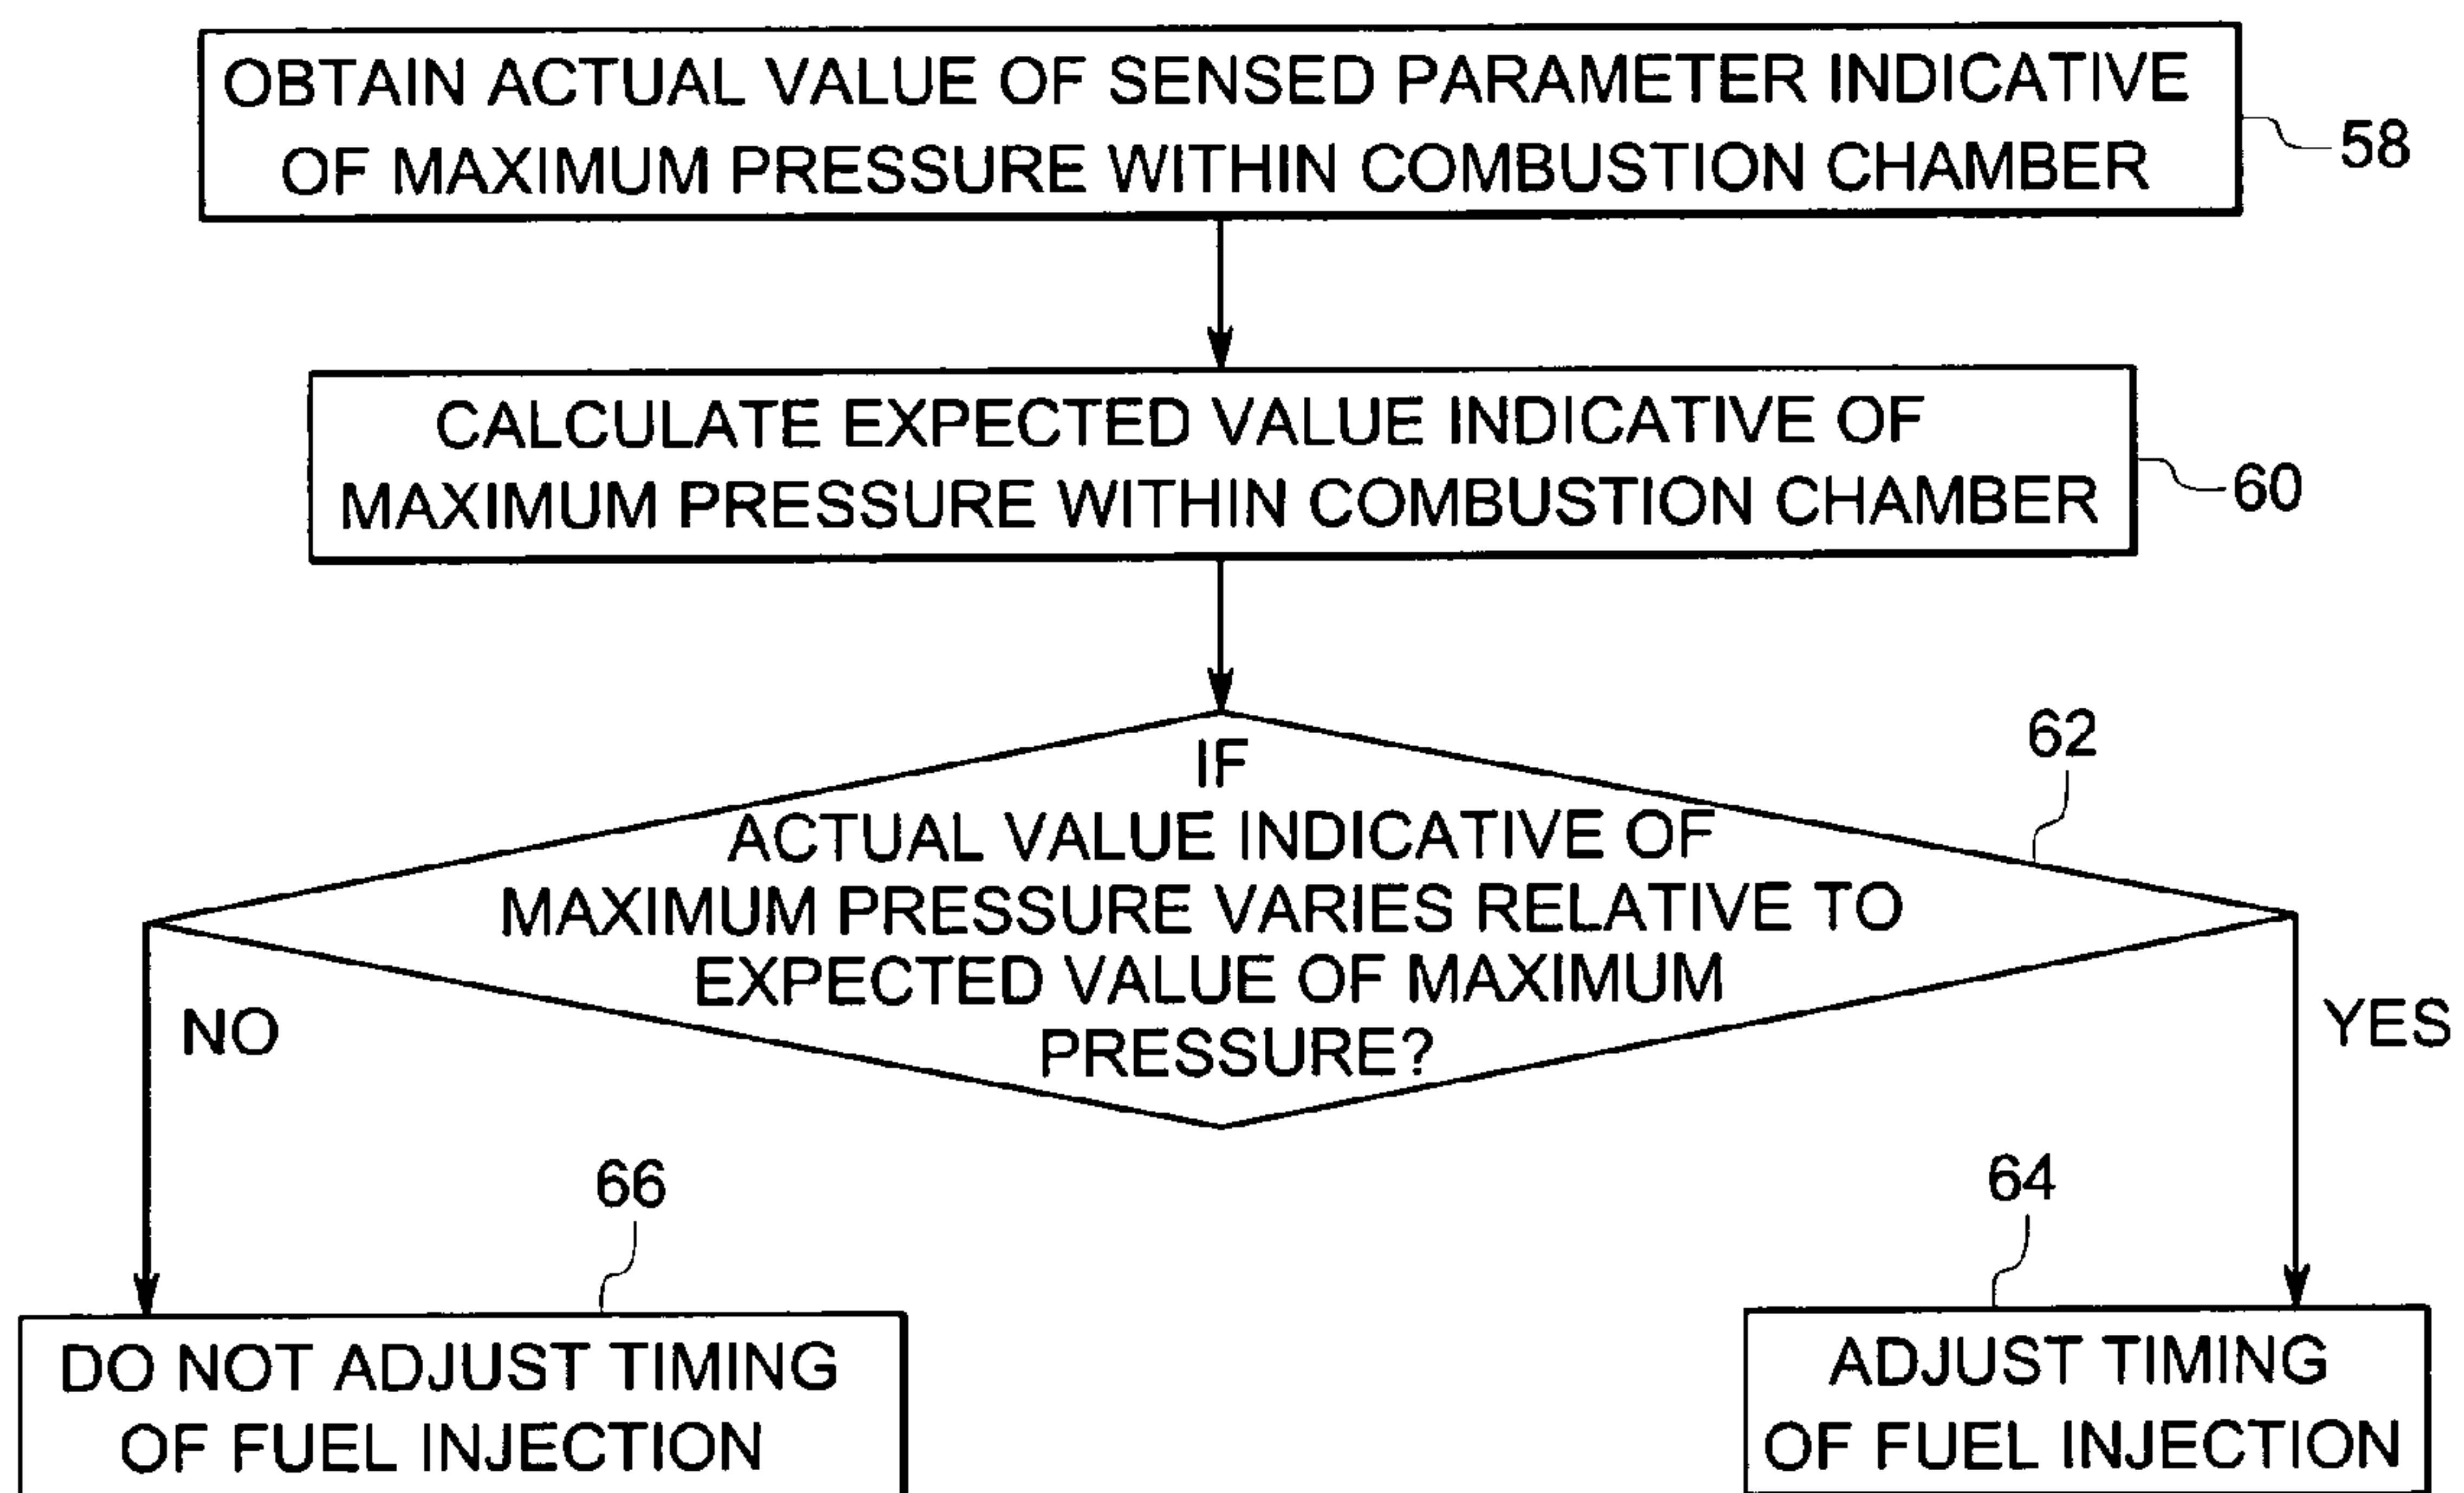 OBTAIN ACTUAL VALUE OF SENSED PARAMETER INDICATIVE
OF MAXIMUM PRESSURE WITHIN COMBUSTION CHAMBER
58
CALCULATE EXPECTED VALUE INDICATIVE OF
MAXIMUM PRESSURE WITHIN COMBUSTION CHAMBER
60
62
IF
ACTUAL VALUE INDICATIVE OF
MAXIMUM PRESSURE VARIES RELATIVE TO
EXPECTED VALUE OF MAXIMUM
PRESSURE?
NO
YES
66
DO NOT ADJUST TIMING
OF FUEL INJECTION
64
ADJUST TIMING
OF FUEL INJECTION